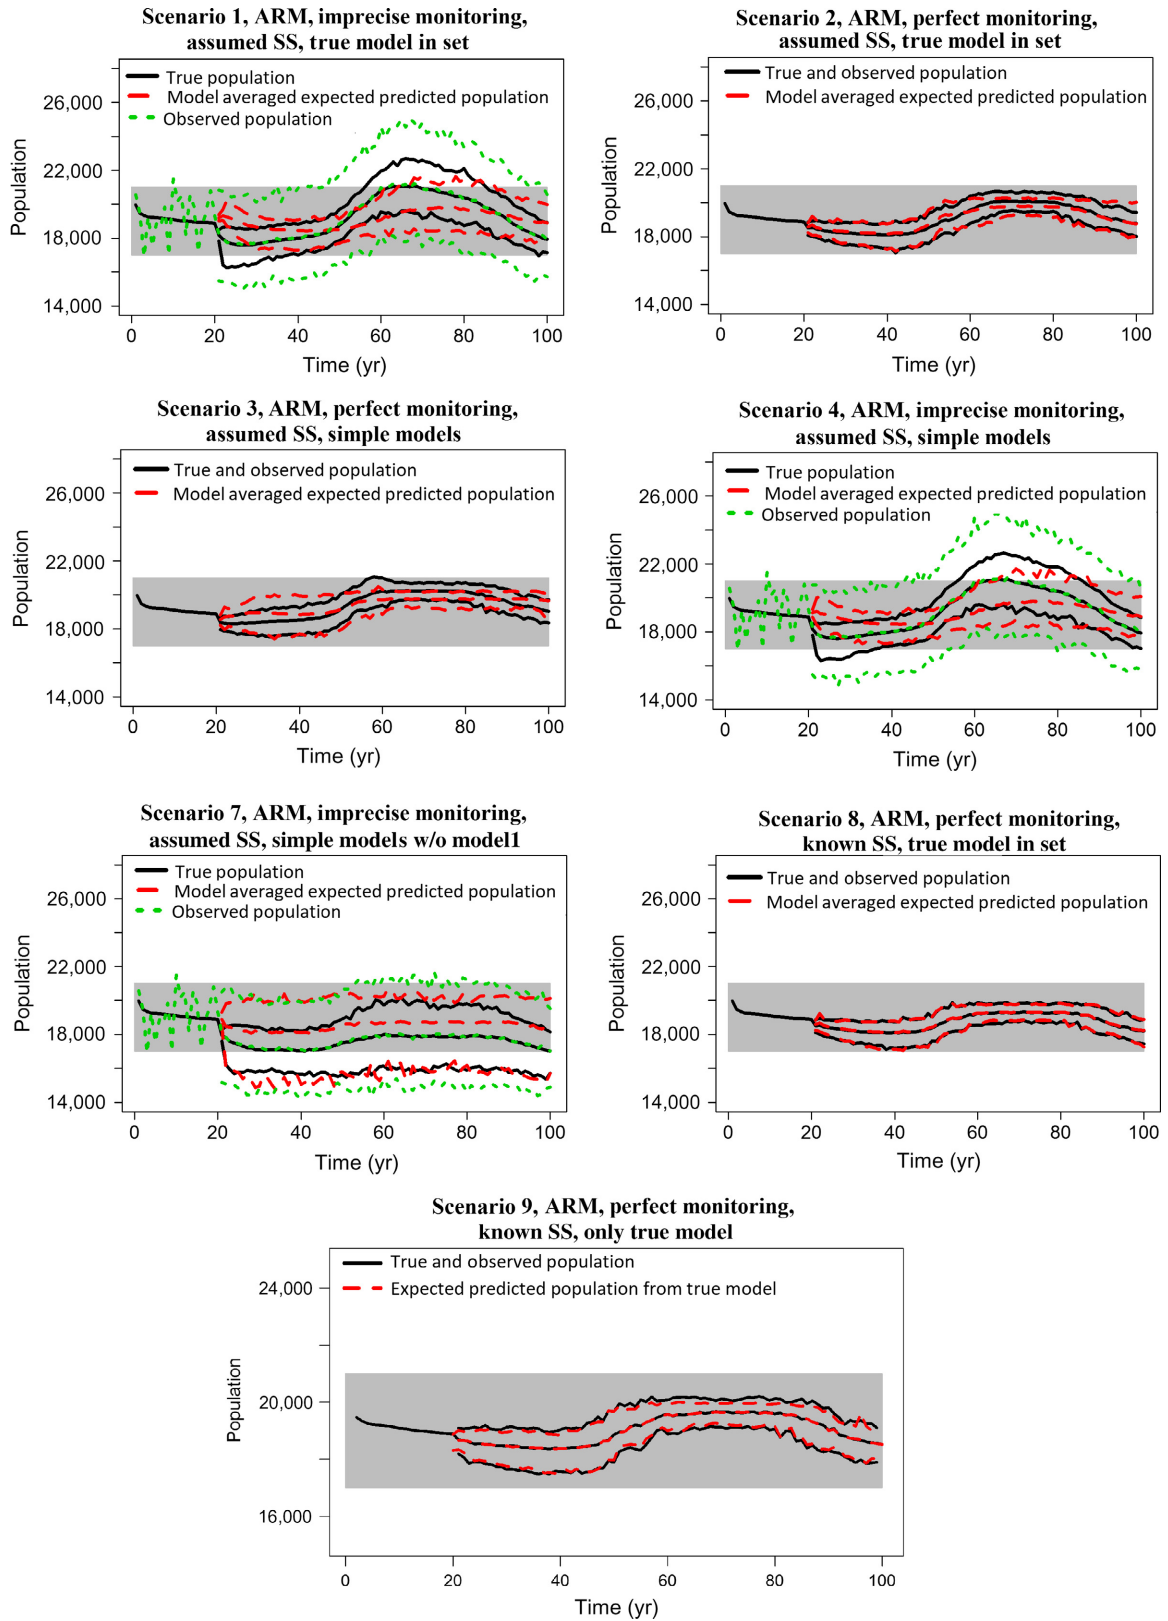 Scenario 1, ARM, imprecise monitoring,
assumed SS, true model in set
True population
Model averaged expected predicted population
Observed population
Population
26,000
22,000
18,000
14,000
0 20 40 60 80 100
Time (yr)
Scenario 2, ARM, perfect monitoring,
assumed SS, true model in set
True and observed population
Model averaged expected predicted population
Population
26,000
22,000
18,000
14,000
0 20 40 60 80 100
Time (yr)
Scenario 3, ARM, perfect monitoring,
assumed SS, simple models
True and observed population
Model averaged expected predicted population
Population
26,000
22,000
18,000
14,000
0 20 40 60 80 100
Time (yr)
Scenario 4, ARM, imprecise monitoring,
assumed SS, simple models
True population
Model averaged expected predicted population
Observed population
Population
26,000
22,000
18,000
14,000
0 20 40 60 80 100
Time (yr)
Scenario 7, ARM, imprecise monitoring,
assumed SS, simple models w/o model1
True population
Model averaged expected predicted population
Observed population
Population
26,000
22,000
18,000
14,000
0 20 40 60 80 100
Time (yr)
Scenario 8, ARM, perfect monitoring,
known SS, true model in set
True and observed population
Model averaged expected predicted population
Population
26,000
22,000
18,000
14,000
0 20 40 60 80 100
Time (yr)
Scenario 9, ARM, perfect monitoring,
known SS, only true model
True and observed population
Expected predicted population from true model
Population
24,000
20,000
16,000
0 20 40 60 80 100
Time (yr)